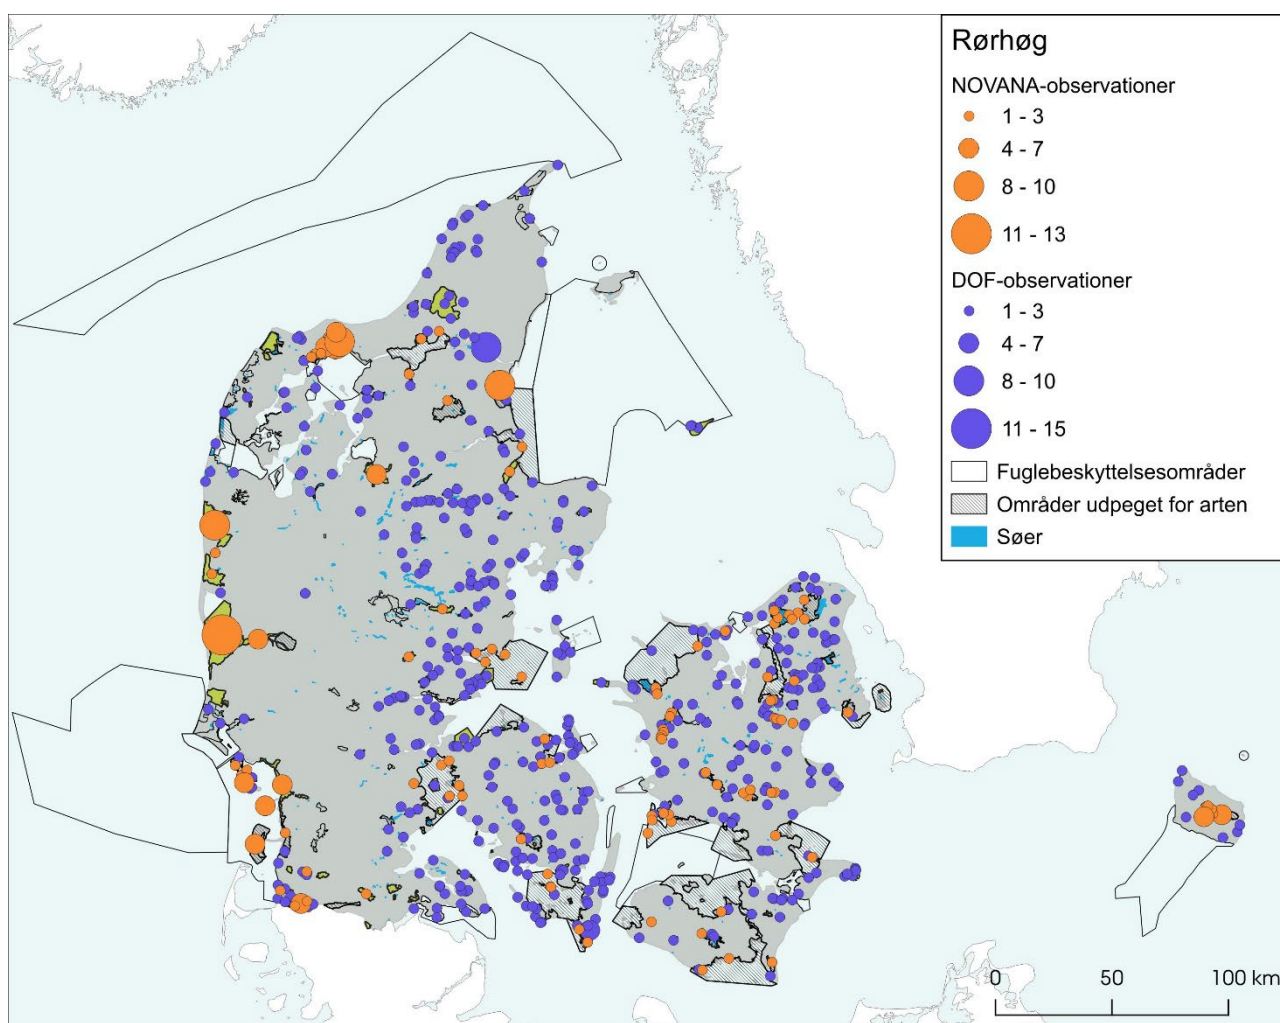 Rørhøg
NOVANA-observationer
1 - 3
4 - 7
8 - 10
11 - 13
DOF-observationer
1 - 3
4 - 7
8 - 10
11 - 15
Fuglebeskyttelsesområder
Områder udpeget for arten
Søer
0 50 100 km